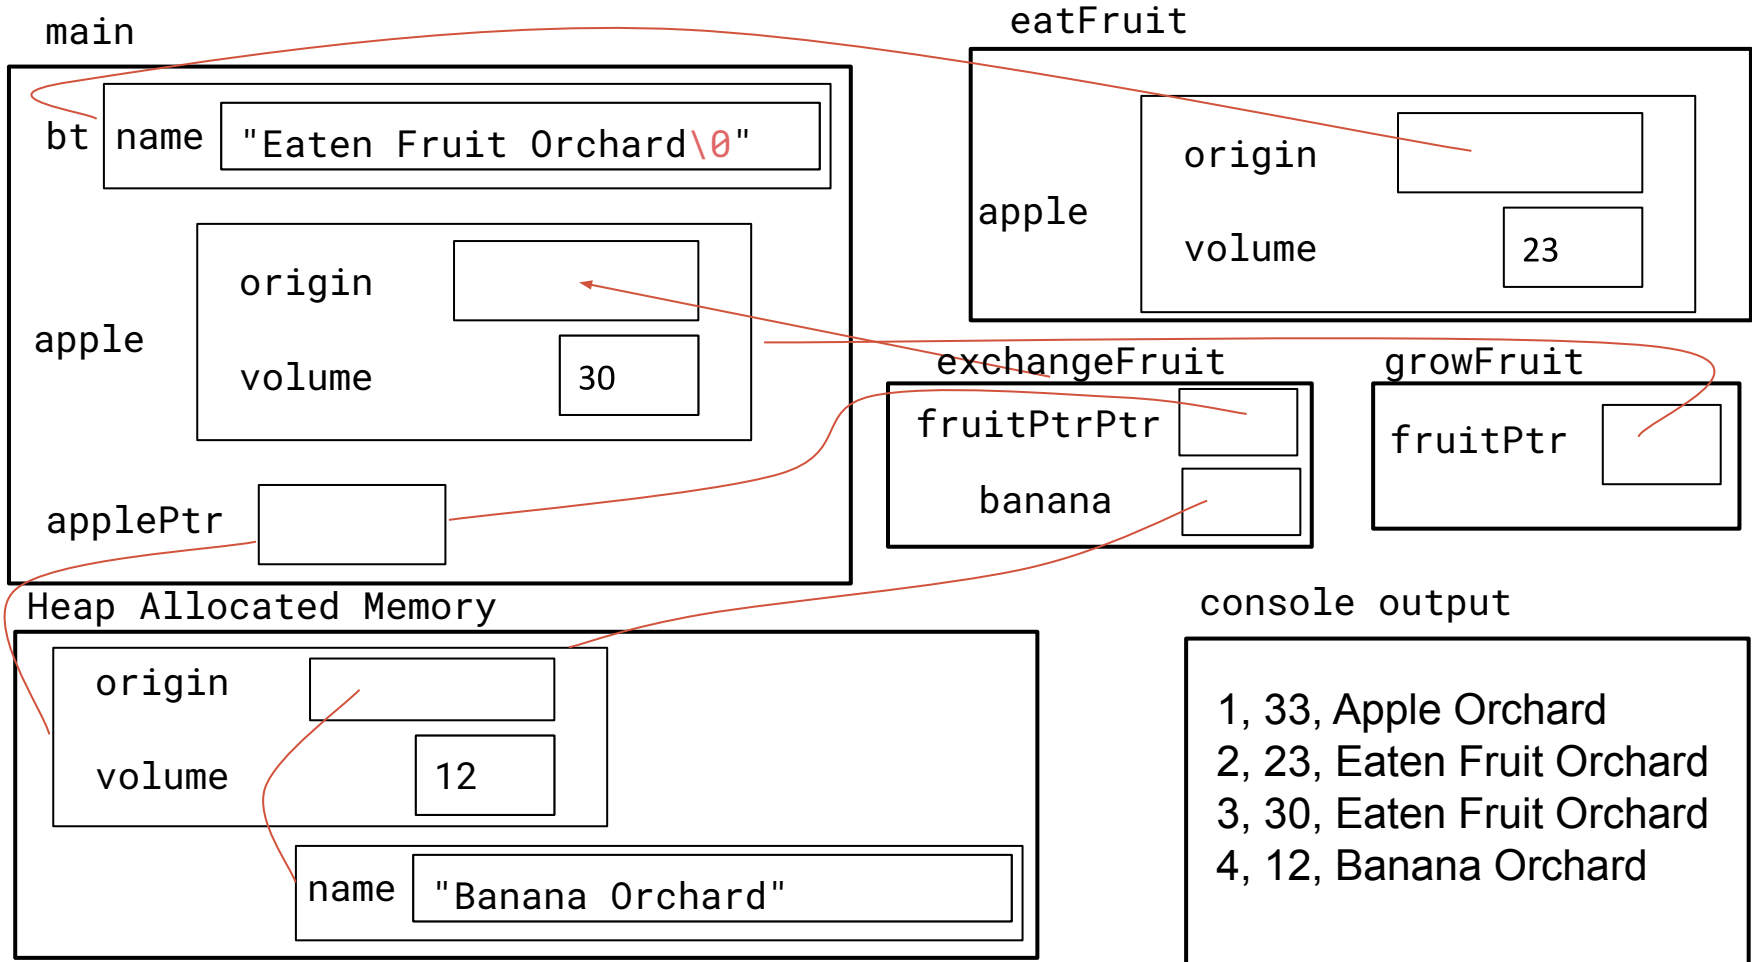 main
bt name "Eaten Fruit Orchard\0"
origin
apple
volume 30
applePtr
eatFruit
origin
apple
volume 23
exchangeFruit
fruitPtrPtr
banana
growFruit
fruitPtr
Heap Allocated Memory
origin
volume 12
name "Banana Orchard"
console output
1, 33, Apple Orchard
2, 23, Eaten Fruit Orchard
3, 30, Eaten Fruit Orchard
4, 12, Banana Orchard